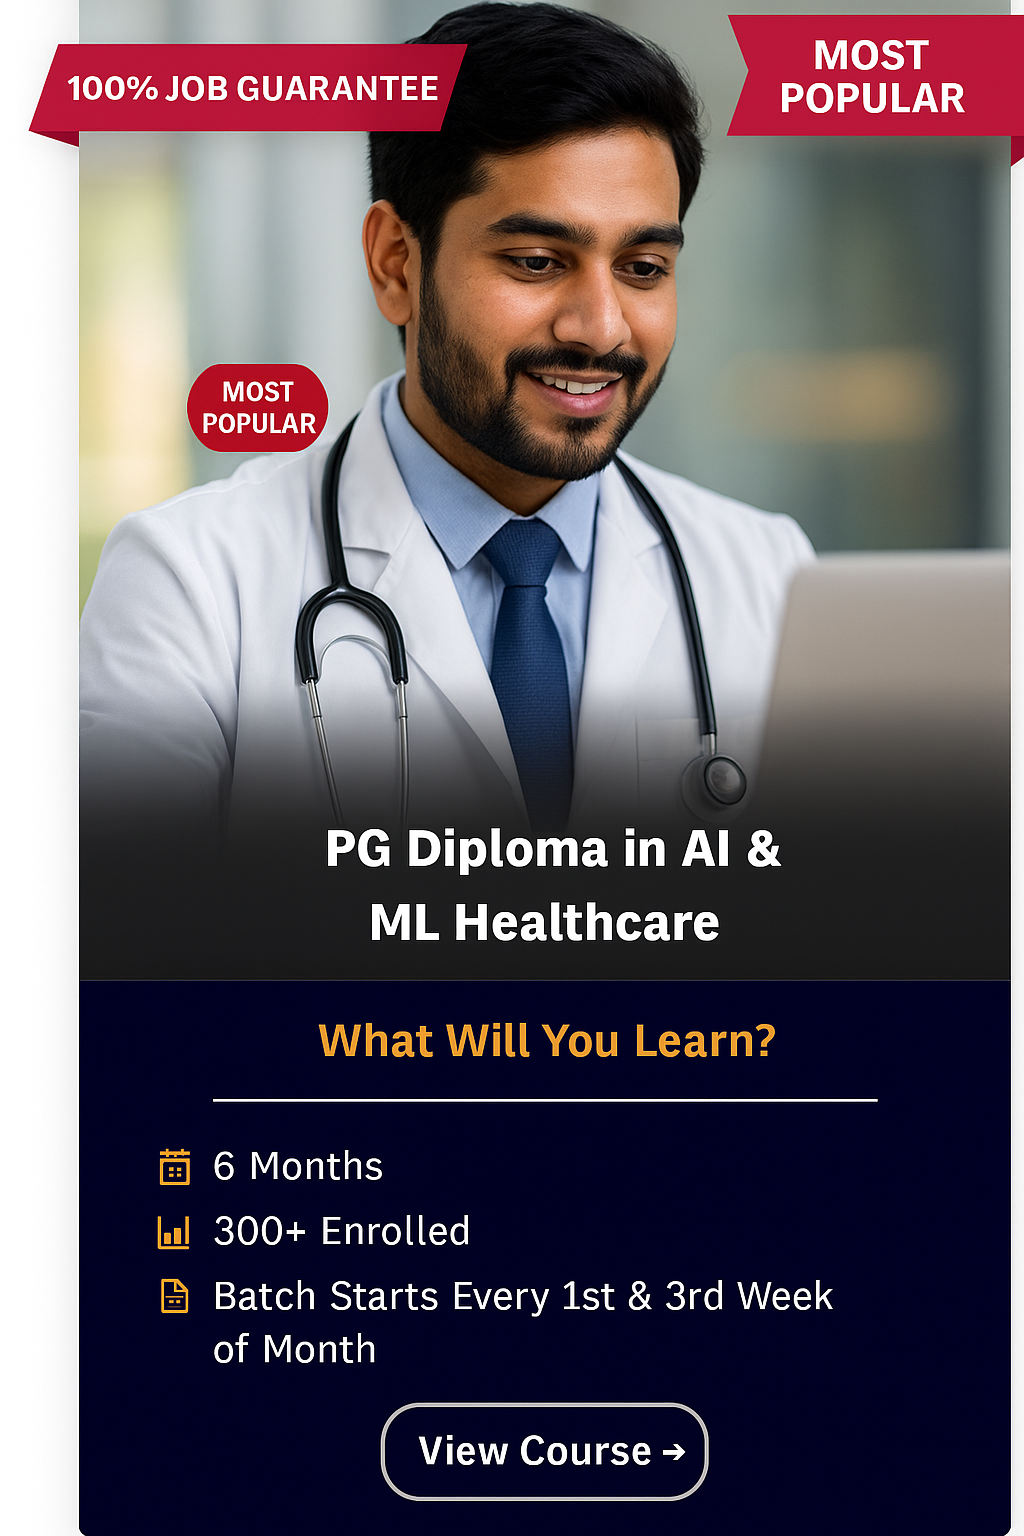 100% JOB GUARANTEE
MOST
POPULAR
MOST
POPULAR
PG Diploma in AI &
ML Healthcare
What Will You Learn?
6 Months
300+ Enrolled
Batch Starts Every 1st & 3rd Week
of Month
View Course →